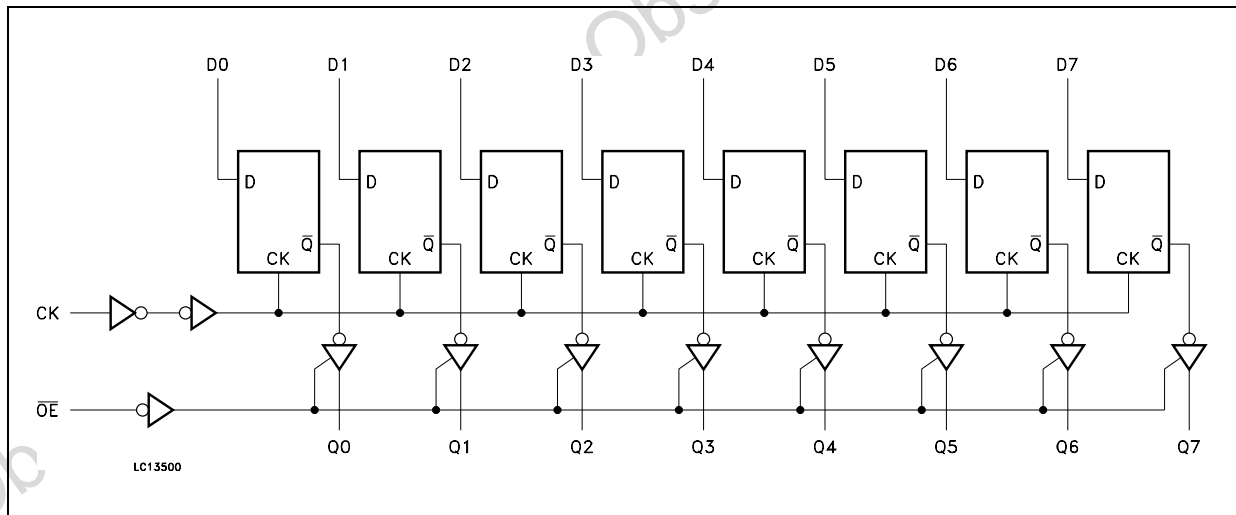 D0 D1 D2 D3 D4 D5 D6 D7
D D D D D D D D
Q̅ Q̅ Q̅ Q̅ Q̅ Q̅ Q̅ Q̅
CK CK CK CK CK CK CK CK
CK
O̅E̅
Q0 Q1 Q2 Q3 Q4 Q5 Q6 Q7
LC13500